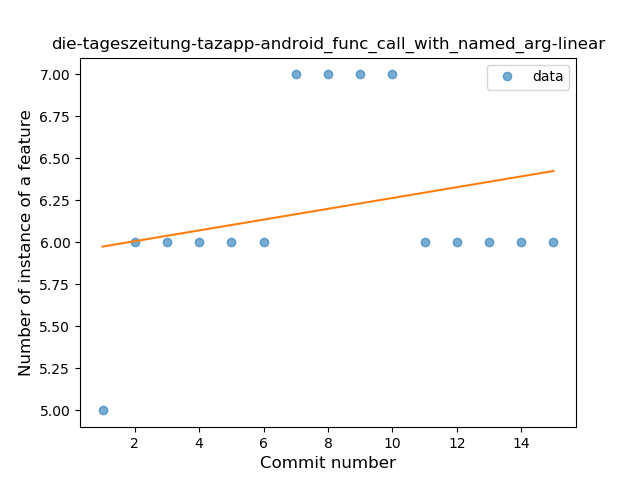 die-tageszeitung-tazapp-android_func_call_with_named_arg-linear
data
Number of instance of a feature
7.00
6.75
6.50
6.25
6.00
5.75
5.50
5.25
5.00
2 4 6 8 10 12 14
Commit number